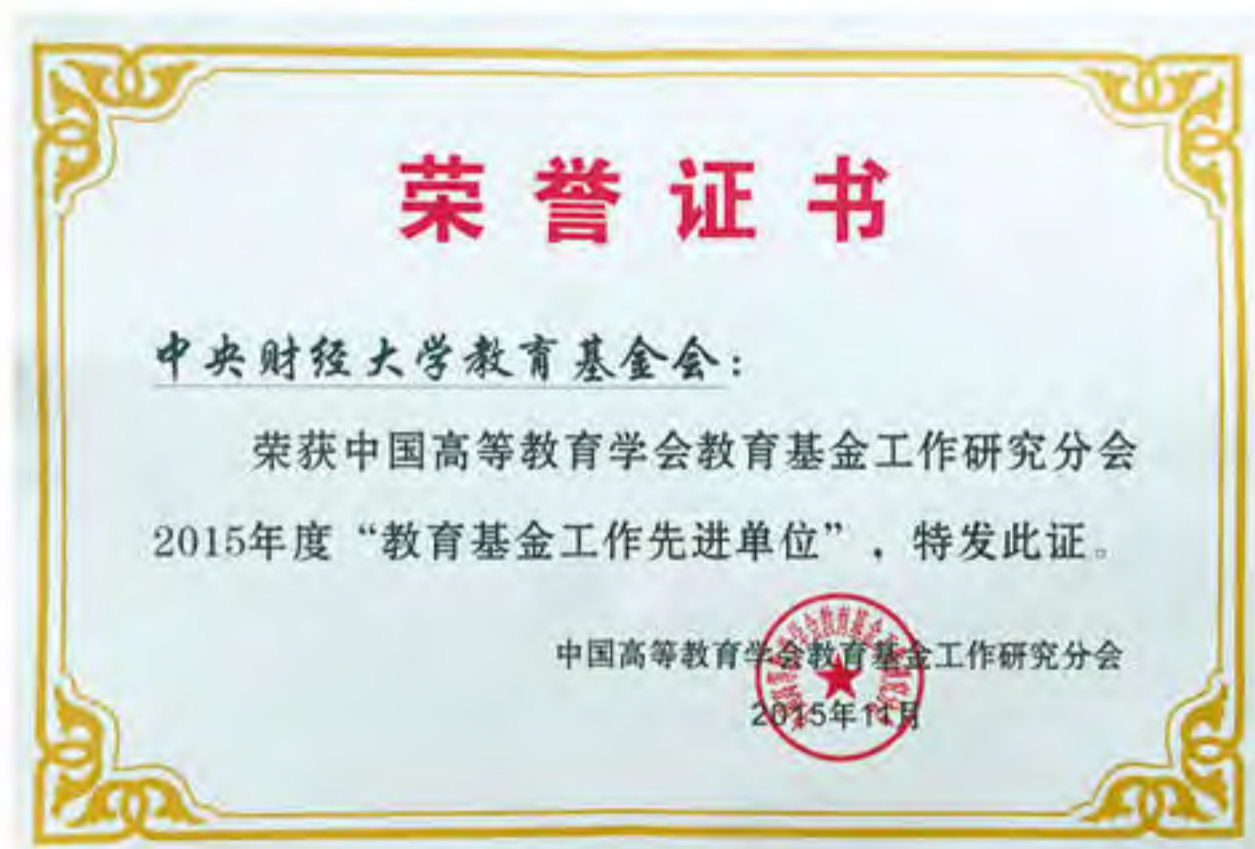 荣誉证书
中央财经大学教育基金会：
荣获中国高等教育学会教育基金工作研究分会
2015年度“教育基金工作先进单位”，特发此证。
中国高等教育学会教育基金工作研究分会
2015年11月